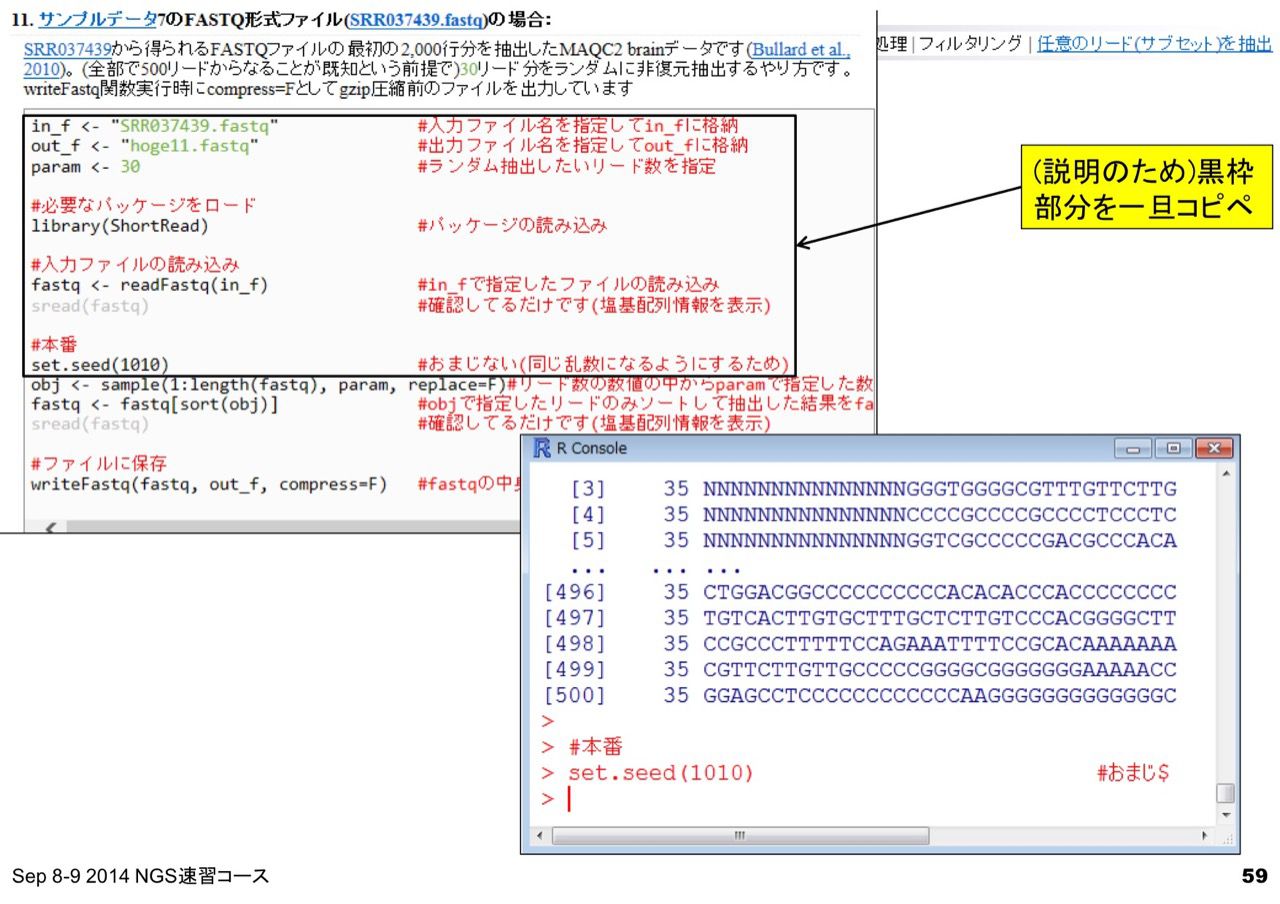 11. サンプルデータ7のFASTQ形式ファイル(SRR037439.fastq)の場合:
処理 | フィルタリング | 任意のリード(サブセット)を抽出
SRR037439から得られるFASTQファイルの最初の2,000行分を抽出したMAQC2 brainデータです(Bullard et al.,
2010)。(全部で500リードからなることが既知という前提で)30リード分をランダムに非復元抽出するやり方です。
writeFastq関数実行時にcompress=Fとしてgzip圧縮前のファイルを出力しています
in_f <- "SRR037439.fastq" #入力ファイル名を指定してin_fに格納
out_f <- "hoge11.fastq" #出力ファイル名を指定してout_fに格納
param <- 30 #ランダム抽出したいリード数を指定
#必要なパッケージをロード
library(ShortRead) #パッケージの読み込み
#入力ファイルの読み込み
fastq <- readFastq(in_f) #in_fで指定したファイルの読み込み
sread(fastq) #確認してるだけです(塩基配列情報を表示)
#本番
set.seed(1010) #おまじない(同じ乱数になるようにするため)
obj <- sample(1:length(fastq), param, replace=F)#リード数の数値の中からparamで指定した数
fastq <- fastq[sort(obj)] #objで指定したリードのみソートして抽出した結果をfa
sread(fastq) #確認してるだけです(塩基配列情報を表示)
#ファイルに保存
writeFastq(fastq, out_f, compress=F) #fastqの中身
(説明のため)黒枠
部分を一旦コピペ
R Console
[3] 35 NNNNNNNNNNNNNNNGGGTGGGGCGTTTGTTCTTG
[4] 35 NNNNNNNNNNNNNNNCCCCGCCCCGCCCCTCCCTC
[5] 35 NNNNNNNNNNNNNNNGGTCGCCCCCGACGCCCACA
... ... ...
[496] 35 CTGGACGGCCCCCCCCCCACACACCCACCCCCCCC
[497] 35 TGTCACTTGTGCTTTGCTCTTGTCCCACGGGGCTT
[498] 35 CCGCCCTTTTTCCAGAAATTTTCCGCACAAAAAAA
[499] 35 CGTTCTTGTTGCCCCCGGGGCGGGGGGGAAAAACC
[500] 35 GGAGCCTCCCCCCCCCCCCAAGGGGGGGGGGGGGC
>
> #本番
> set.seed(1010) #おまじ$
>
Sep 8-9 2014 NGS速習コース
59